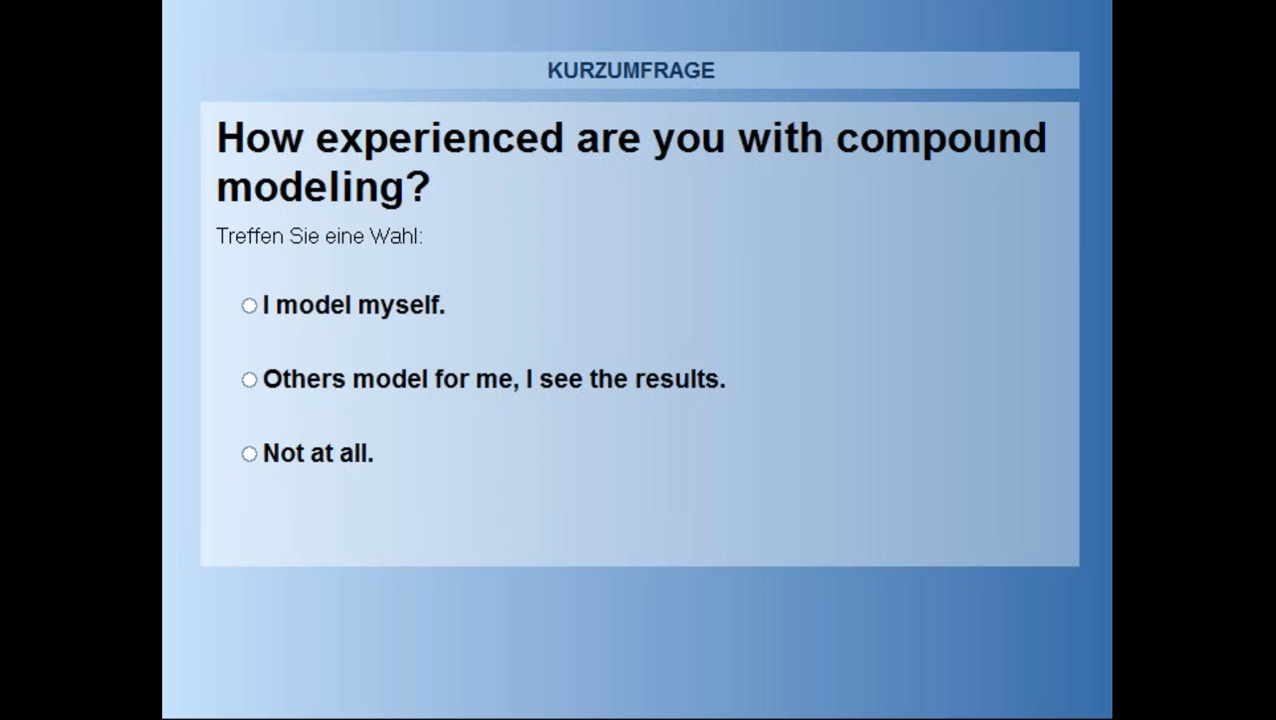 KURZUMFRAGE
How experienced are you with compound
modeling?
Treffen Sie eine Wahl:
I model myself.
Others model for me, I see the results.
Not at all.